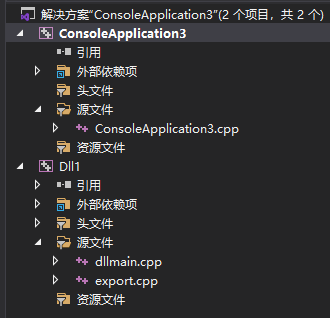 解决方案"ConsoleApplication3"(2 个项目，共 2 个)
ConsoleApplication3
引用
外部依赖项
头文件
源文件
ConsoleApplication3.cpp
资源文件
Dll1
引用
外部依赖项
头文件
源文件
dllmain.cpp
export.cpp
资源文件